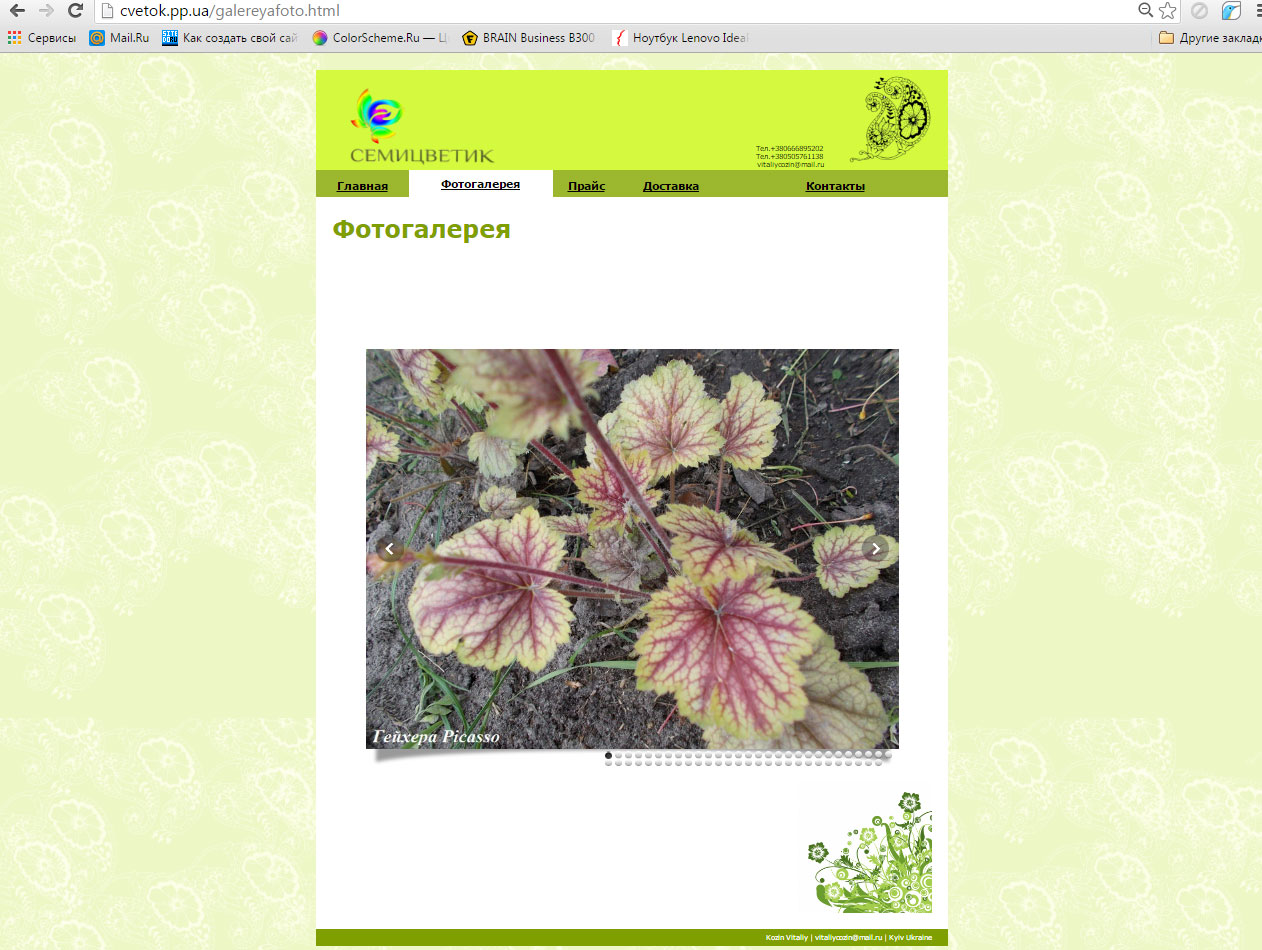 cvetok.pp.ua/galereyafoto.html
Сервисы
Mail.Ru
Как создать свой сай
ColorScheme.Ru — Ц
BRAIN Business B300
Ноутбук Lenovo Idea
Другие заклад
СЕМИЦВЕТИК
Тел.+380666895202
Тел.+380505761138
vitaliycozin@mail.ru
Главная
Фотогалерея
Прайс
Доставка
Контакты
Фотогалерея
Гейхера Picasso
Kozin Vitaliy | vitaliycozin@mail.ru | Kyiv Ukraine